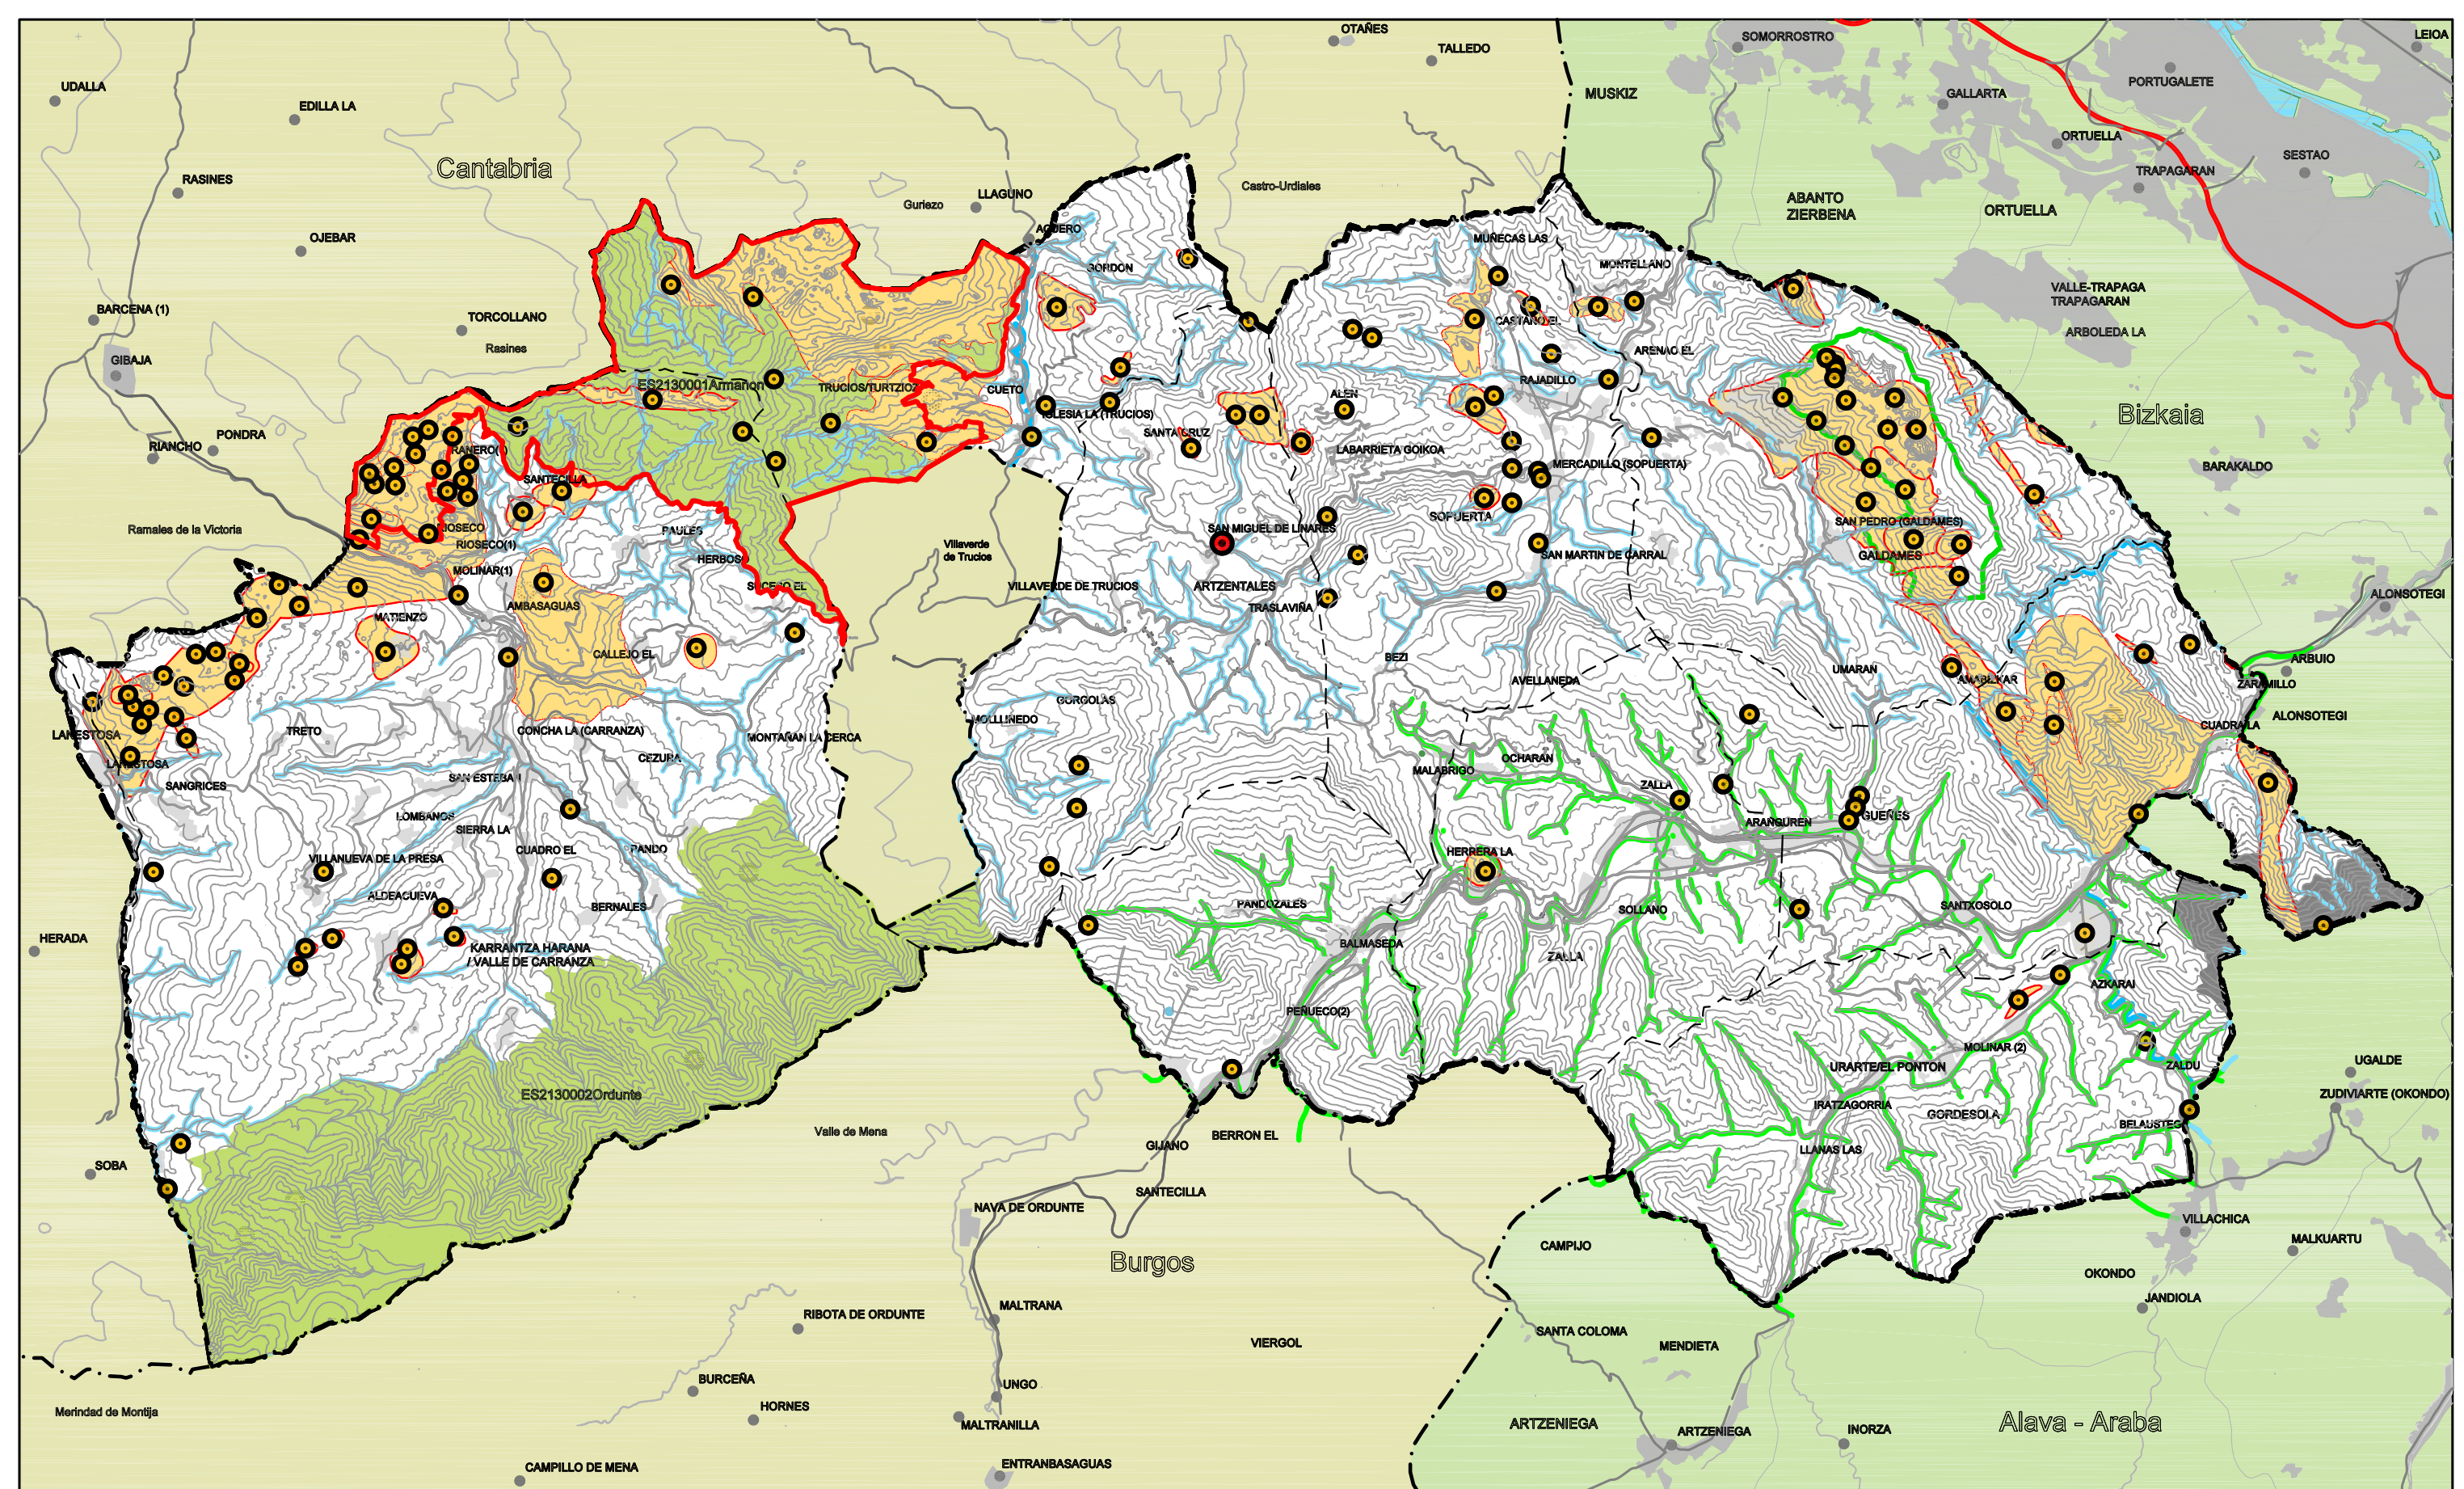 OTAÑES
TALLEDO
SOMORROSTRO
LEIOA
UDALLA
EDILLA LA
MUSKIZ
GALLARTA
PORTUGALETE
ORTUELLA
SESTAO
TRAPAGARAN
Cantabria
RASINES
LLAGUNO
Guriezo
Castro-Urdiales
ABANTO
ZIERBENA
ORTUELLA
OJEBAR
AGÜERO
GORDON
MUÑECAS LAS
MONTELLANO
VALLE-TRAPAGA
TRAPAGARAN
ARBOLEDA LA
BARCENA (1)
TORCOLLANO
Rasines
GIBAJA
CASTAÑO EL
ARENAO EL
RAJADILLO
ES2130001Armañon
TRUCIOS/TURTZIOZ
CUETO
ALEN
IGLESIA LA (TRUCIOS)
SANTA CRUZ
LABARRIETA GOIKOA
MERCADILLO (SOPUERTA)
Bizkaia
BARAKALDO
RIANCHO
PONDRA
SANTECILLA
Ramales de la Victoria
RIOSECO
RIOSECO(1)
MOLINAR(1)
PAULES
Villaverde
de Trucios
SAN MIGUEL DE LINARES
SOPUERTA
SAN MARTIN DE CARRAL
SAN PEDRO (GALDAMES)
GALDAMES
VILLAVERDE DE TRUCIOS
ARTZENTALES
TRASLAVIÑA
AMBASAGUAS
MATIENZO
CALLEJO EL
BEZI
AVELLANEDA
UMARAN
ALONSOTEGI
ARBUIO
ZARAMILLO
ALONSOTEGI
CUADRA LA
GORGOLAS
MOLLINEDO
LANESTOSA
LANESTOSA
TRETO
CONCHA LA (CARRANZA)
CEZURA
MONTAÑAN LA CERCA
SANGRICES
SAN ESTEBAN
MALABRIGO
OCHARAN
ZALLA
ARANGUREN
GUEÑES
LOMBANOS
SIERRA LA
CUADRO EL
PANDO
VILLANUEVA DE LA PRESA
ALDEACUEVA
BERNALES
HERRERA LA
PANDOZALES
SOLLANO
SANTXOSOLO
HERADA
KARRANTZA HARANA
/ VALLE DE CARRANZA
BALMASEDA
ZALLA
PEÑUECO(2)
AZKARAI
MOLINAR (2)
URARTE/EL PONTON
ZALDU
UGALDE
ZUDIVIARTE (OKONDO)
ES2130002Ordunte
IRATZAGORRIA
GORDEXOLA
Valle de Mena
GIJANO
BERRON EL
LLANAS LAS
SOBA
SANTECILLA
NAVA DE ORDUNTE
VILLACHICA
MALKUARTU
CAMPIJO
Burgos
OKONDO
JANDIOLA
MALTRANA
RIBOTA DE ORDUNTE
VIERGOL
SANTA COLOMA
MENDIETA
BURCEÑA
UNGO
HORNES
MALTRANILLA
Merindad de Montija
ARTZENIEGA
ARTZENIEGA
INORZA
Alava - Araba
CAMPILLO DE MENA
ENTRANBASAGUAS